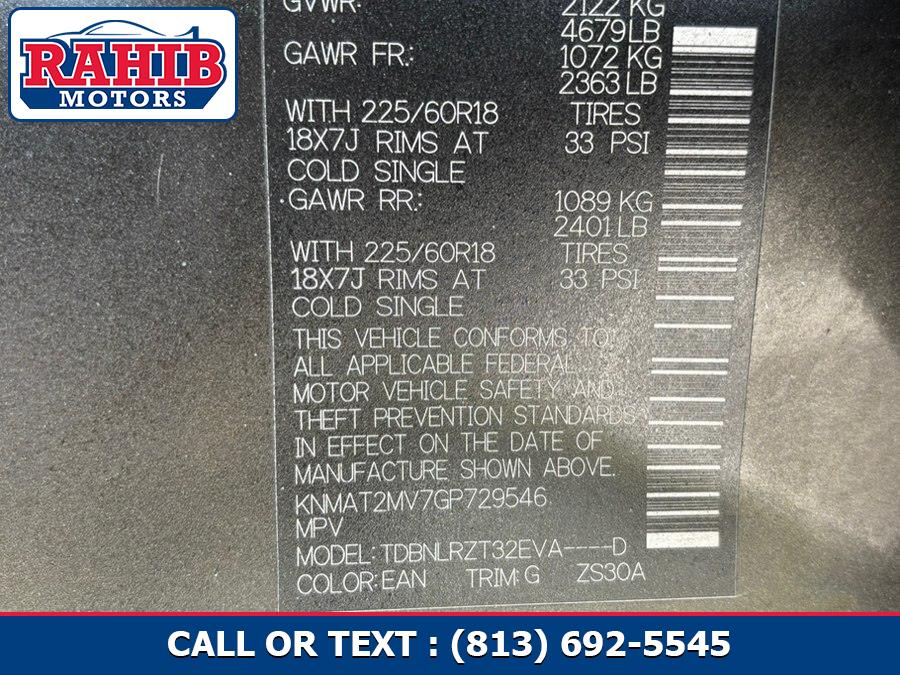 RAHIB
MOTORS
GVWR: 2122 KG
4679LB
GAWR FR: 1072 KG
2363 LB
WITH 225/60R18 TIRES
18X7J RIMS AT 33 PSI
COLD SINGLE
GAWR RR: 1089 KG
2401LB
WITH 225/60R18 TIRES
18X7J RIMS AT 33 PSI
COLD SINGLE
THIS VEHICLE CONFORMS TO
ALL APPLICABLE FEDERAL
MOTOR VEHICLE SAFETY AND
THEFT PREVENTION STANDARDS
IN EFFECT ON THE DATE OF
MANUFACTURE SHOWN ABOVE.
KNMAT2MV7GP729546
MPV
MODEL:TDBNLRZT32EVA----D
COLOR:EAN TRIM:G ZS30A
CALL OR TEXT : (813) 692-5545